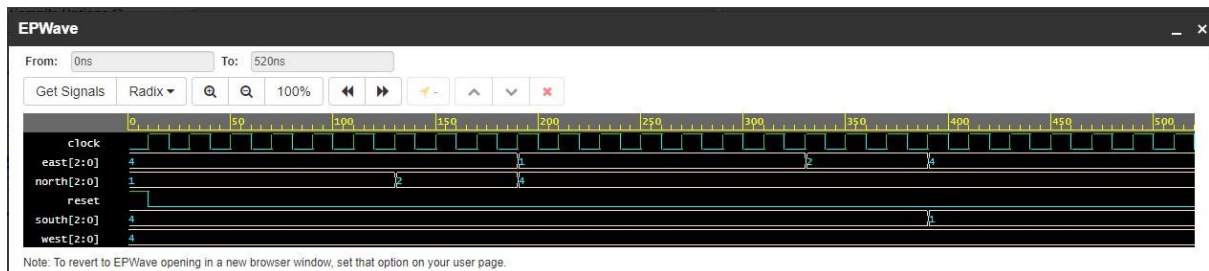 EPWave
From: 0ns To: 520ns
Get Signals Radix 100%
0 50 100 150 200 250 300 350 400 450 500
clock
east[2:0] 4 1 2 4
north[2:0] 1 2 4
reset
south[2:0] 4 1
west[2:0] 4
Note: To revert to EPWave opening in a new browser window, set that option on your user page.